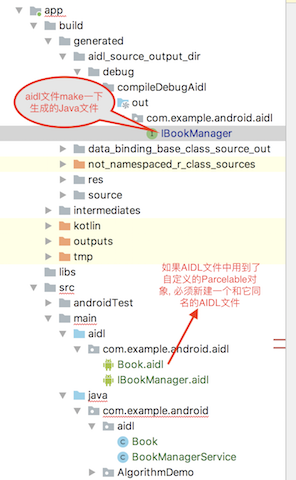 app
build
generated
aidl_source_output_dir
debug
compileDebugAidl
out
com.example.android.aidl
IBookManager
aidl文件make一下
生成的Java文件
data_binding_base_class_source_out
not_namespaced_r_class_sources
res
source
intermediates
kotlin
outputs
tmp
libs
src
androidTest
main
aidl
com.example.android.aidl
Book.aidl
IBookManager.aidl
如果AIDL文件中用到了
自定义的Parcelable对
象, 必须新建一个和它同
名的AIDL文件
java
com.example.android
aidl
Book
BookManagerService
AlgorithmDemo